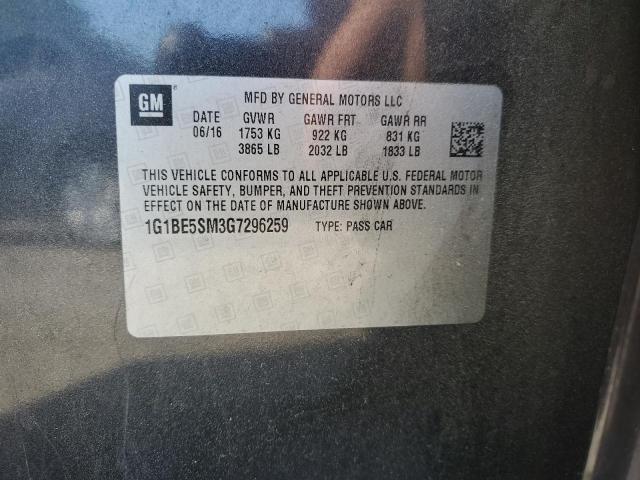 GM
®
MFD BY GENERAL MOTORS LLC
DATE GVWR GAWR FRT GAWR RR
06/16 1753 KG 922 KG 831 KG
3865 LB 2032 LB 1833 LB
THIS VEHICLE CONFORMS TO ALL APPLICABLE U.S. FEDERAL MOTOR
VEHICLE SAFETY, BUMPER, AND THEFT PREVENTION STANDARDS IN
EFFECT ON THE DATE OF MANUFACTURE SHOWN ABOVE.
1G1BE5SM3G7296259 TYPE: PASS CAR